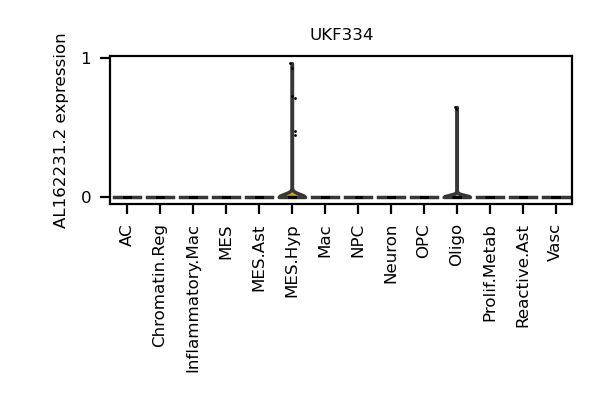 UKF334
AL162231.2 expression
1
0
AC
Chromatin.Reg
Inflammatory.Mac
MES
MES.Ast
MES.Hyp
Mac
NPC
Neuron
OPC
Oligo
Prolif.Metab
Reactive.Ast
Vasc